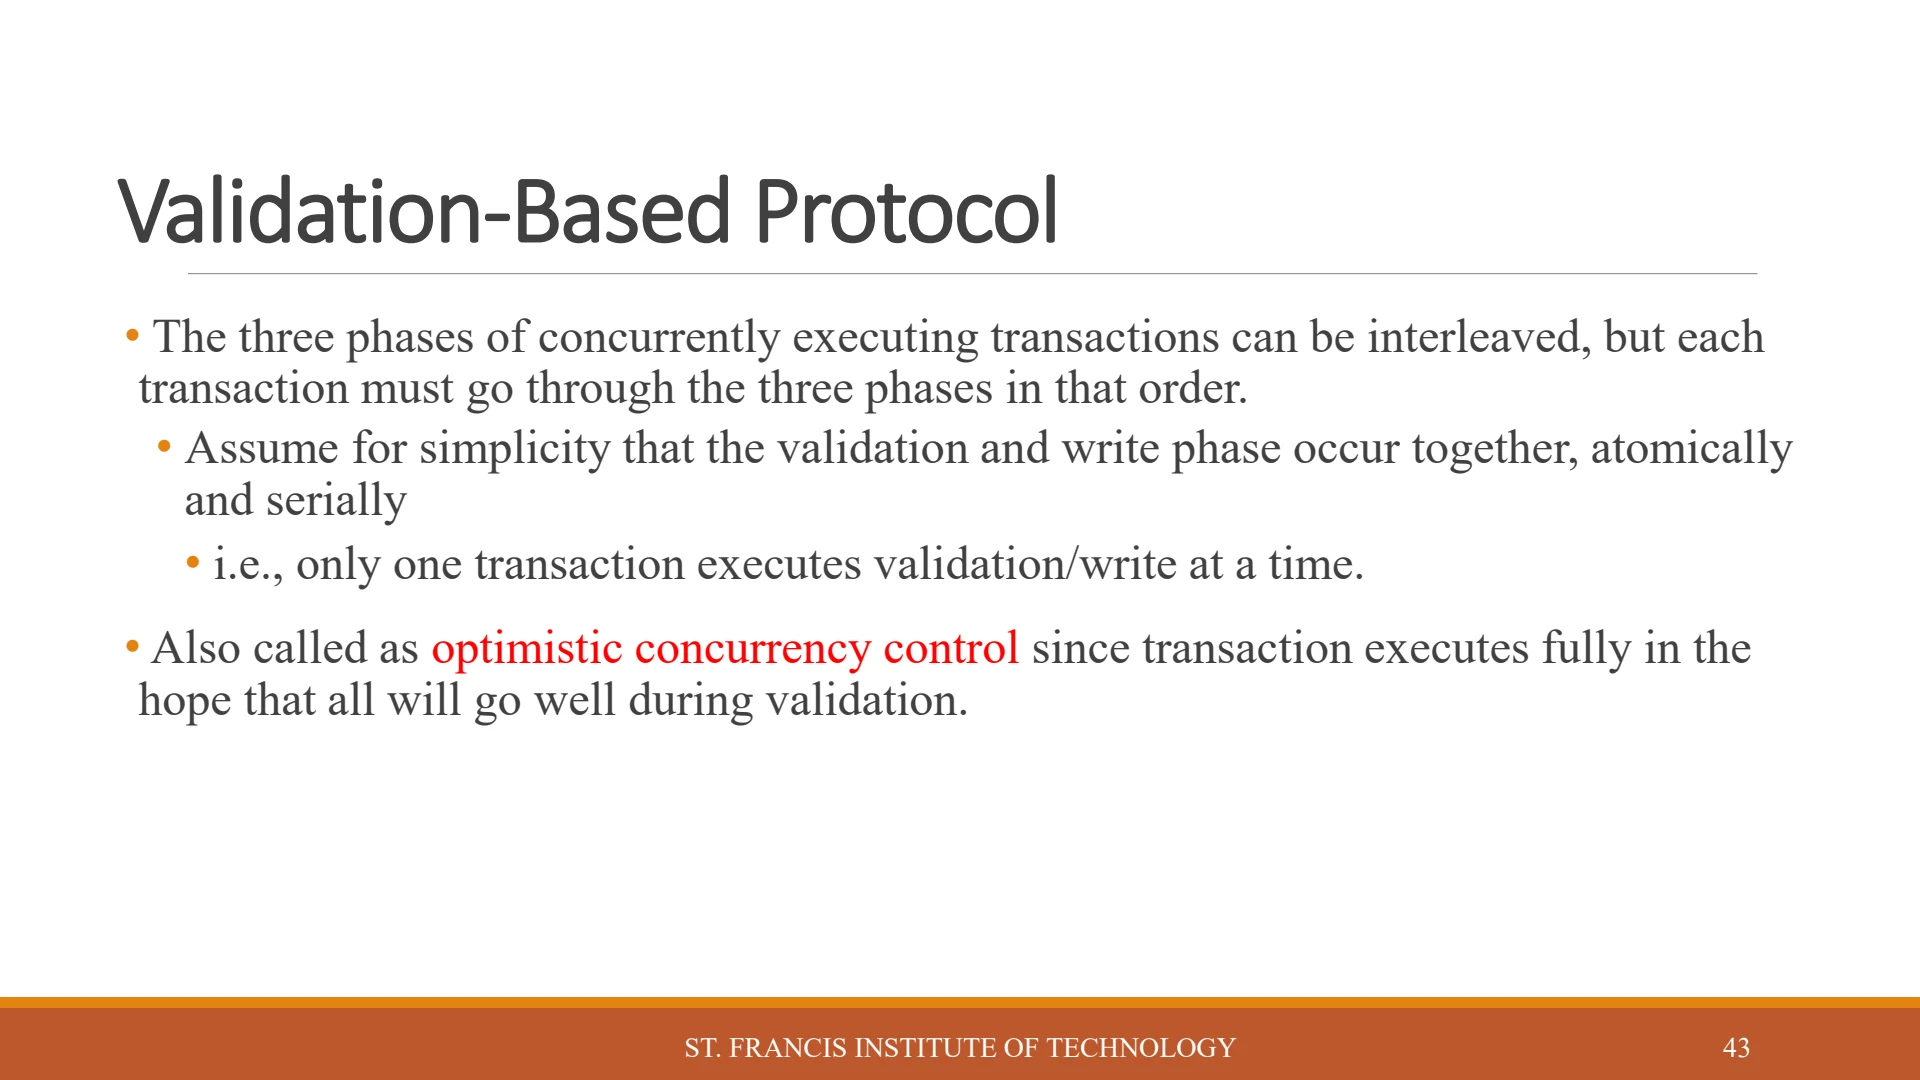 Validation-Based Protocol
• The three phases of concurrently executing transactions can be interleaved, but each
transaction must go through the three phases in that order.
• Assume for simplicity that the validation and write phase occur together, atomically
and serially
• i.e., only one transaction executes validation/write at a time.
• Also called as optimistic concurrency control since transaction executes fully in the
hope that all will go well during validation.
ST. FRANCIS INSTITUTE OF TECHNOLOGY
43